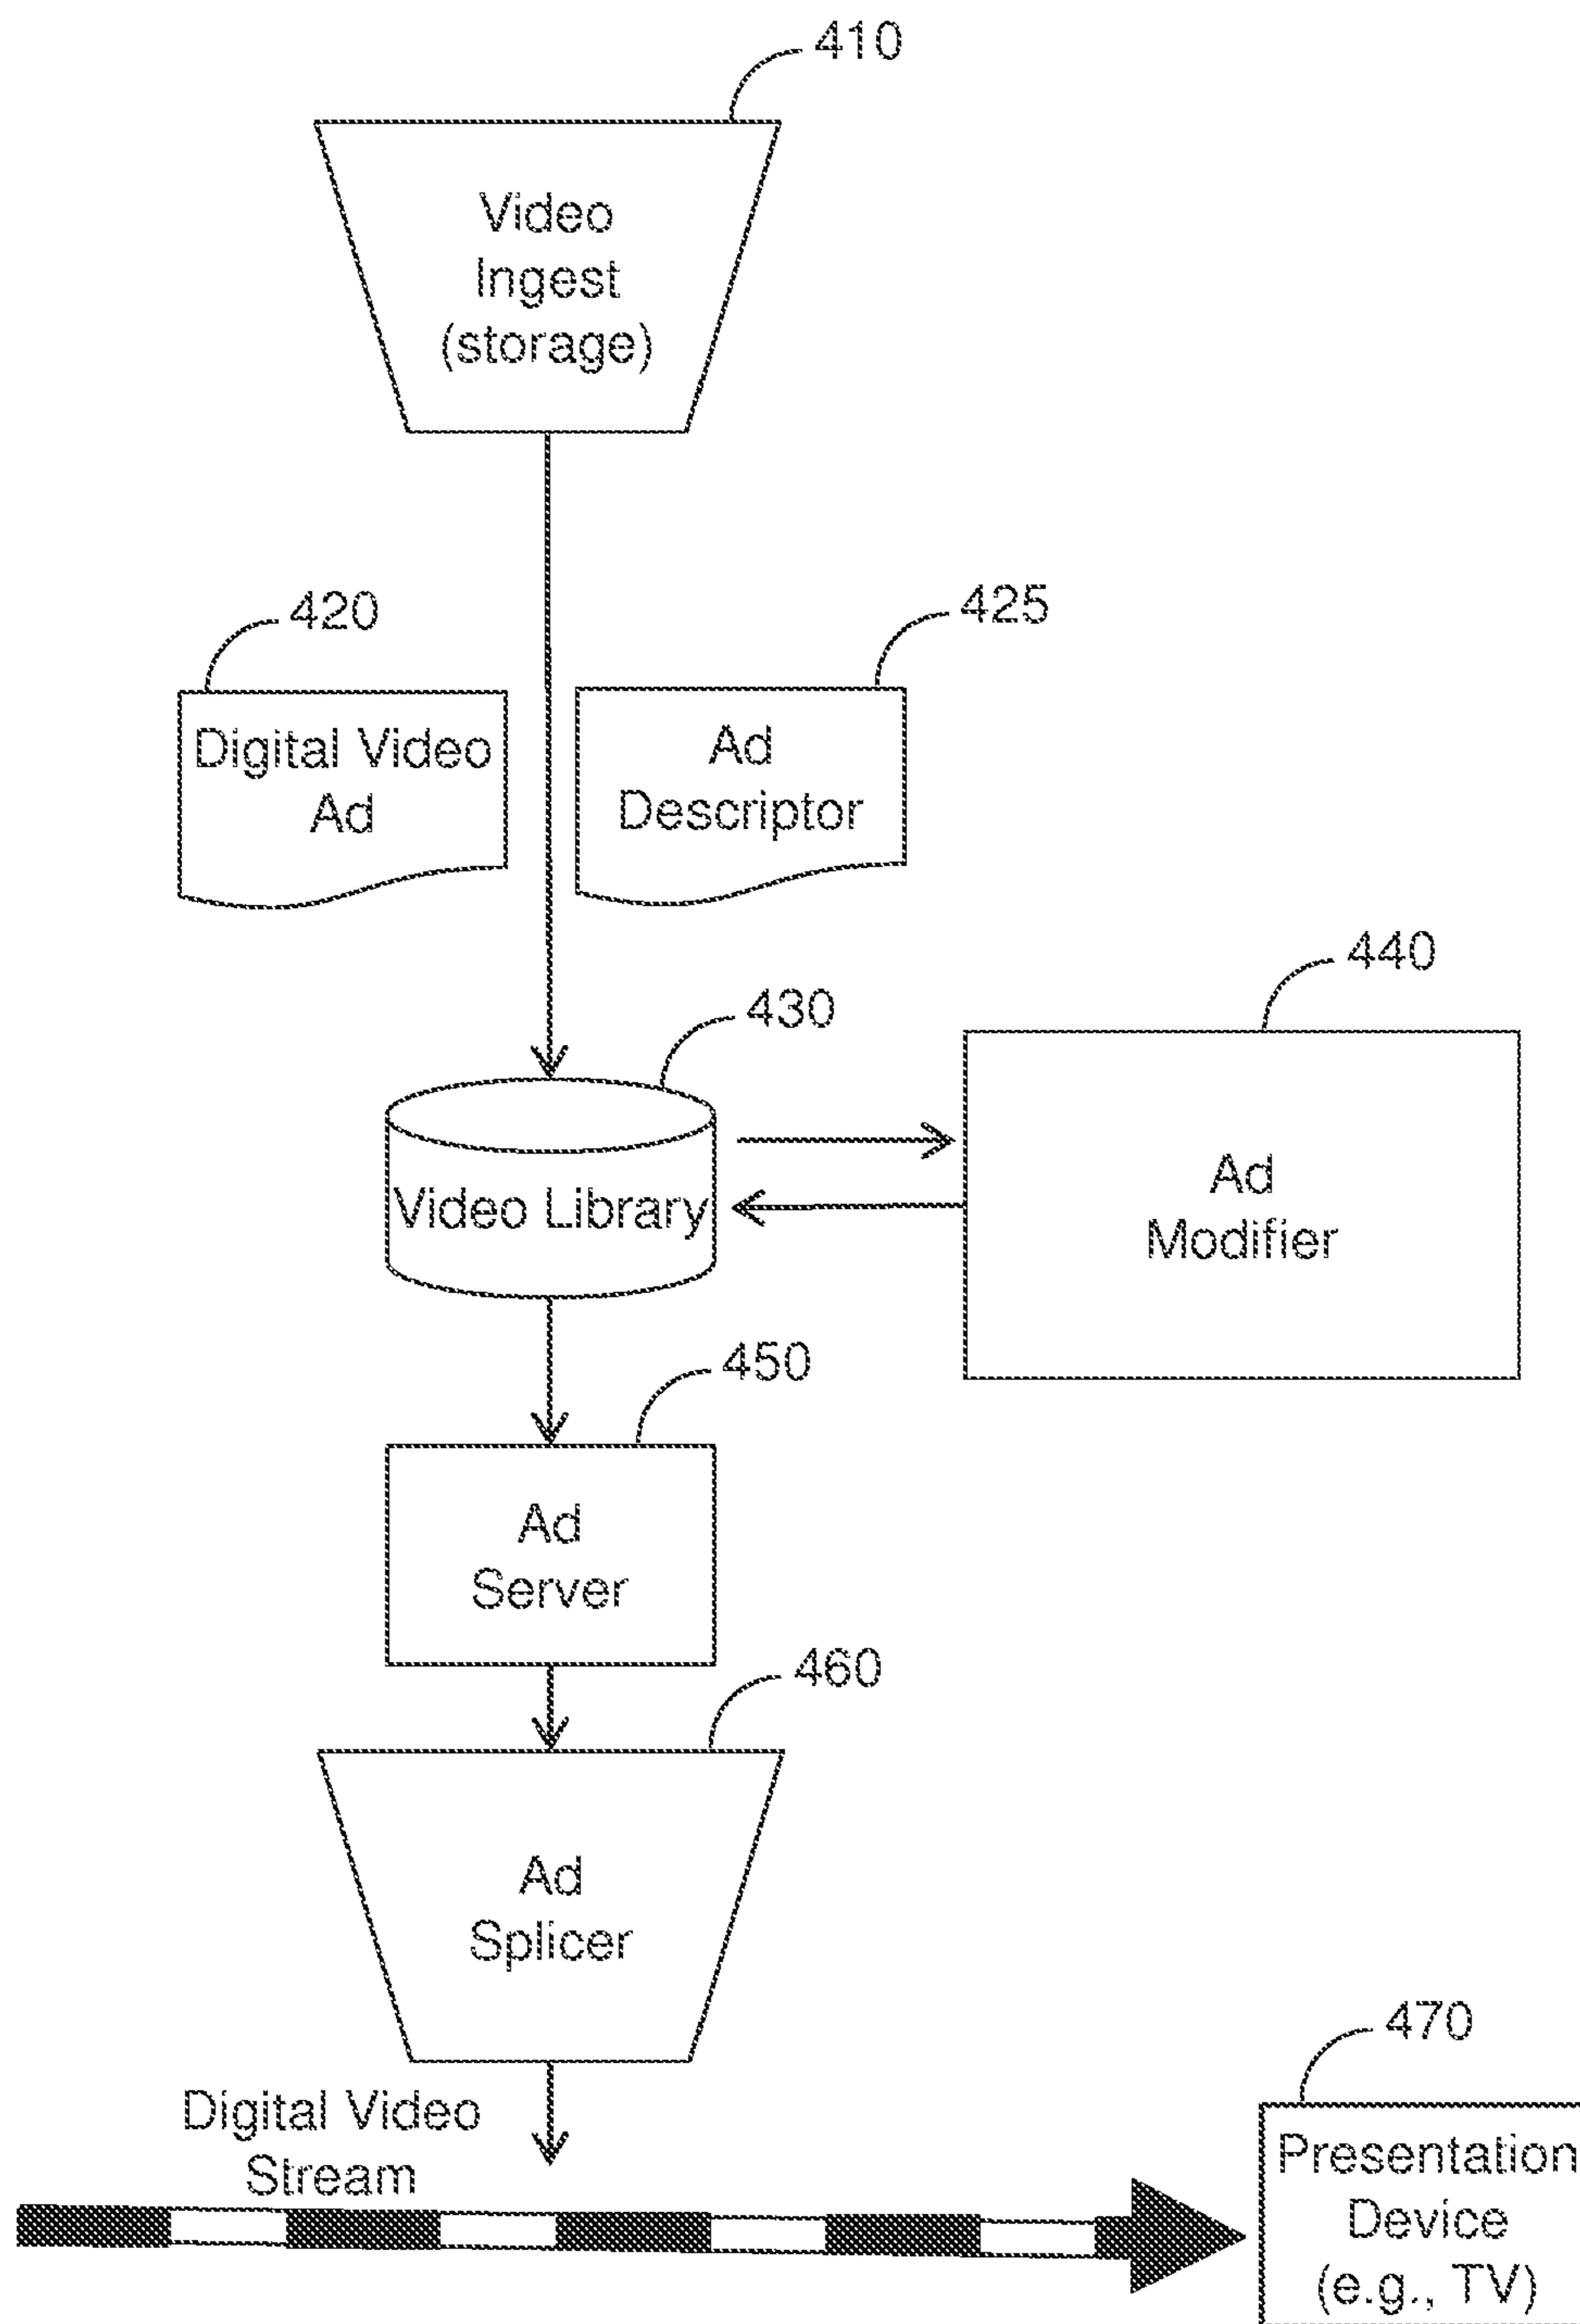 410
Video
Ingest
(storage)
420
425
Digital Video
Ad
Ad
Descriptor
440
430
Video Library
Ad
Modifier
450
Ad
Server
460
Ad
Splicer
470
Digital Video
Stream
Presentation
Device
(e.g., TV)